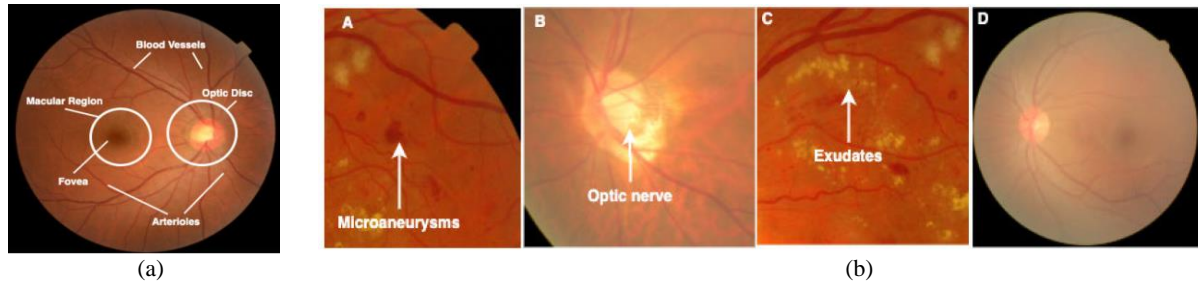 Blood Vessels
Optic Disc
Macular Region
Fovea
Arterioles
(a)
A
Microaneurysms
B
Optic nerve
C
Exudates
D
(b)